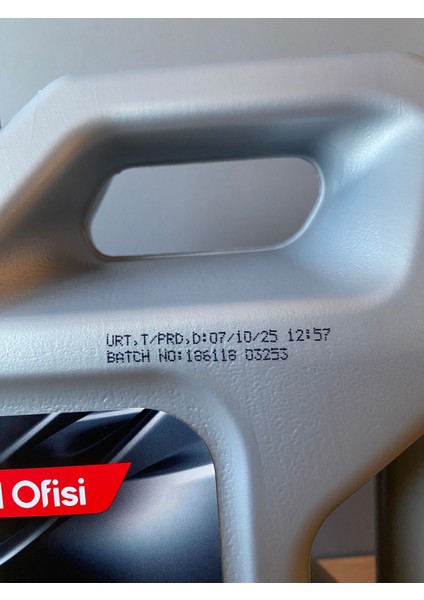 URT.T/PRD.D:07/10/25 12:57
BATCH NO:186118 03253
Ofisi